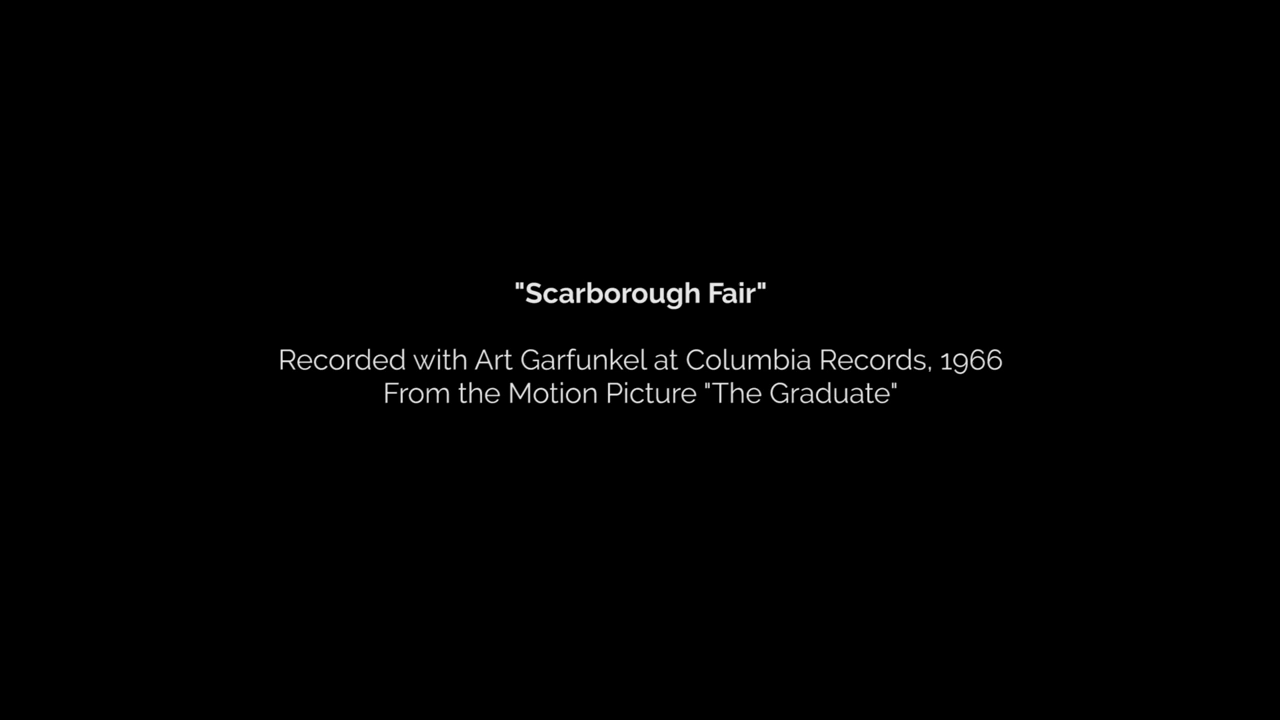 "Scarborough Fair"
Recorded with Art Garfunkel at Columbia Records, 1966
From the Motion Picture "The Graduate"